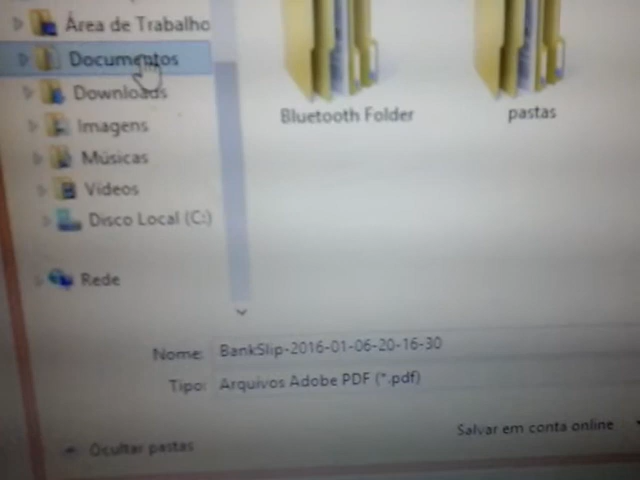 Área de Trabalho
Documentos
Downloads
Imagens
Músicas
Vídeos
Disco Local (C:)
Rede
Bluetooth Folder
pastas
Nome: BankSlip-2016-01-06-20-16-30
Tipo: Arquivos Adobe PDF (*.pdf)
Salvar em conta online
Ocultar pastas